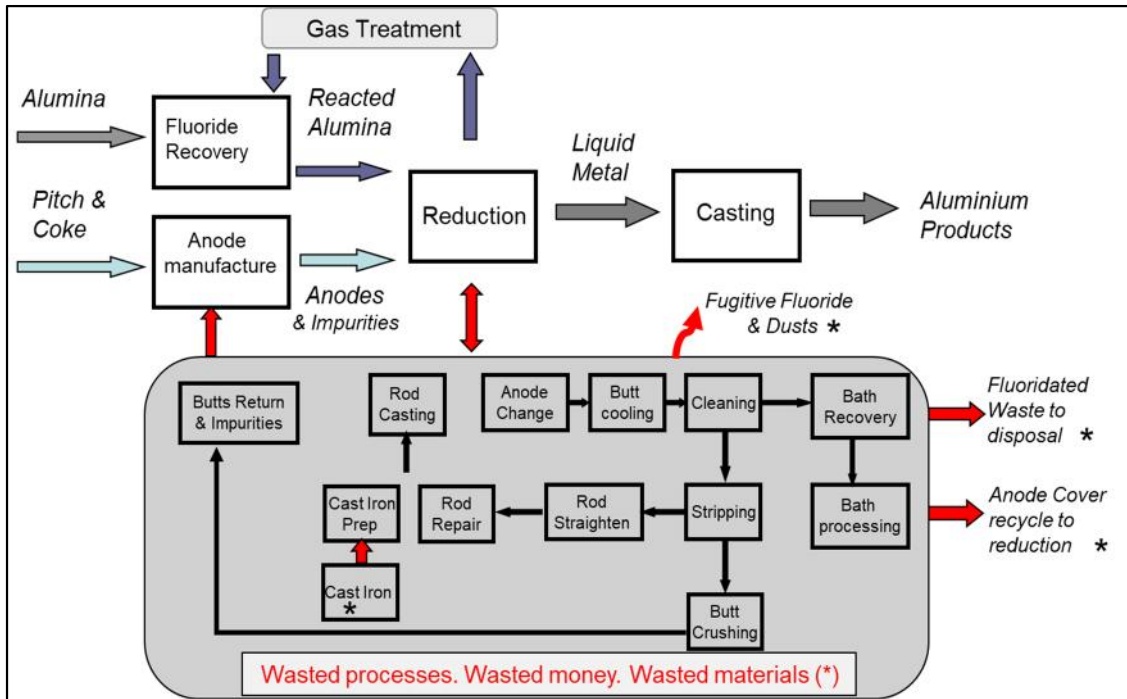 Gas Treatment
Alumina
Fluoride
Recovery
Reacted
Alumina
Liquid
Metal
Pitch &
Coke
Anode
manufacture
Reduction
Casting
Aluminium
Products
Anodes
& Impurities
Fugitive Fluoride
& Dusts *
Butts Return
& Impurities
Rod
Casting
Anode
Change
Butt
cooling
Cleaning
Bath
Recovery
Fluoridated
Waste to
disposal *
Cast Iron
Prep
Rod
Repair
Rod
Straighten
Stripping
Bath
processing
Anode Cover
recycle to
reduction *
Cast Iron
*
Butt
Crushing
Wasted processes. Wasted money. Wasted materials (*)